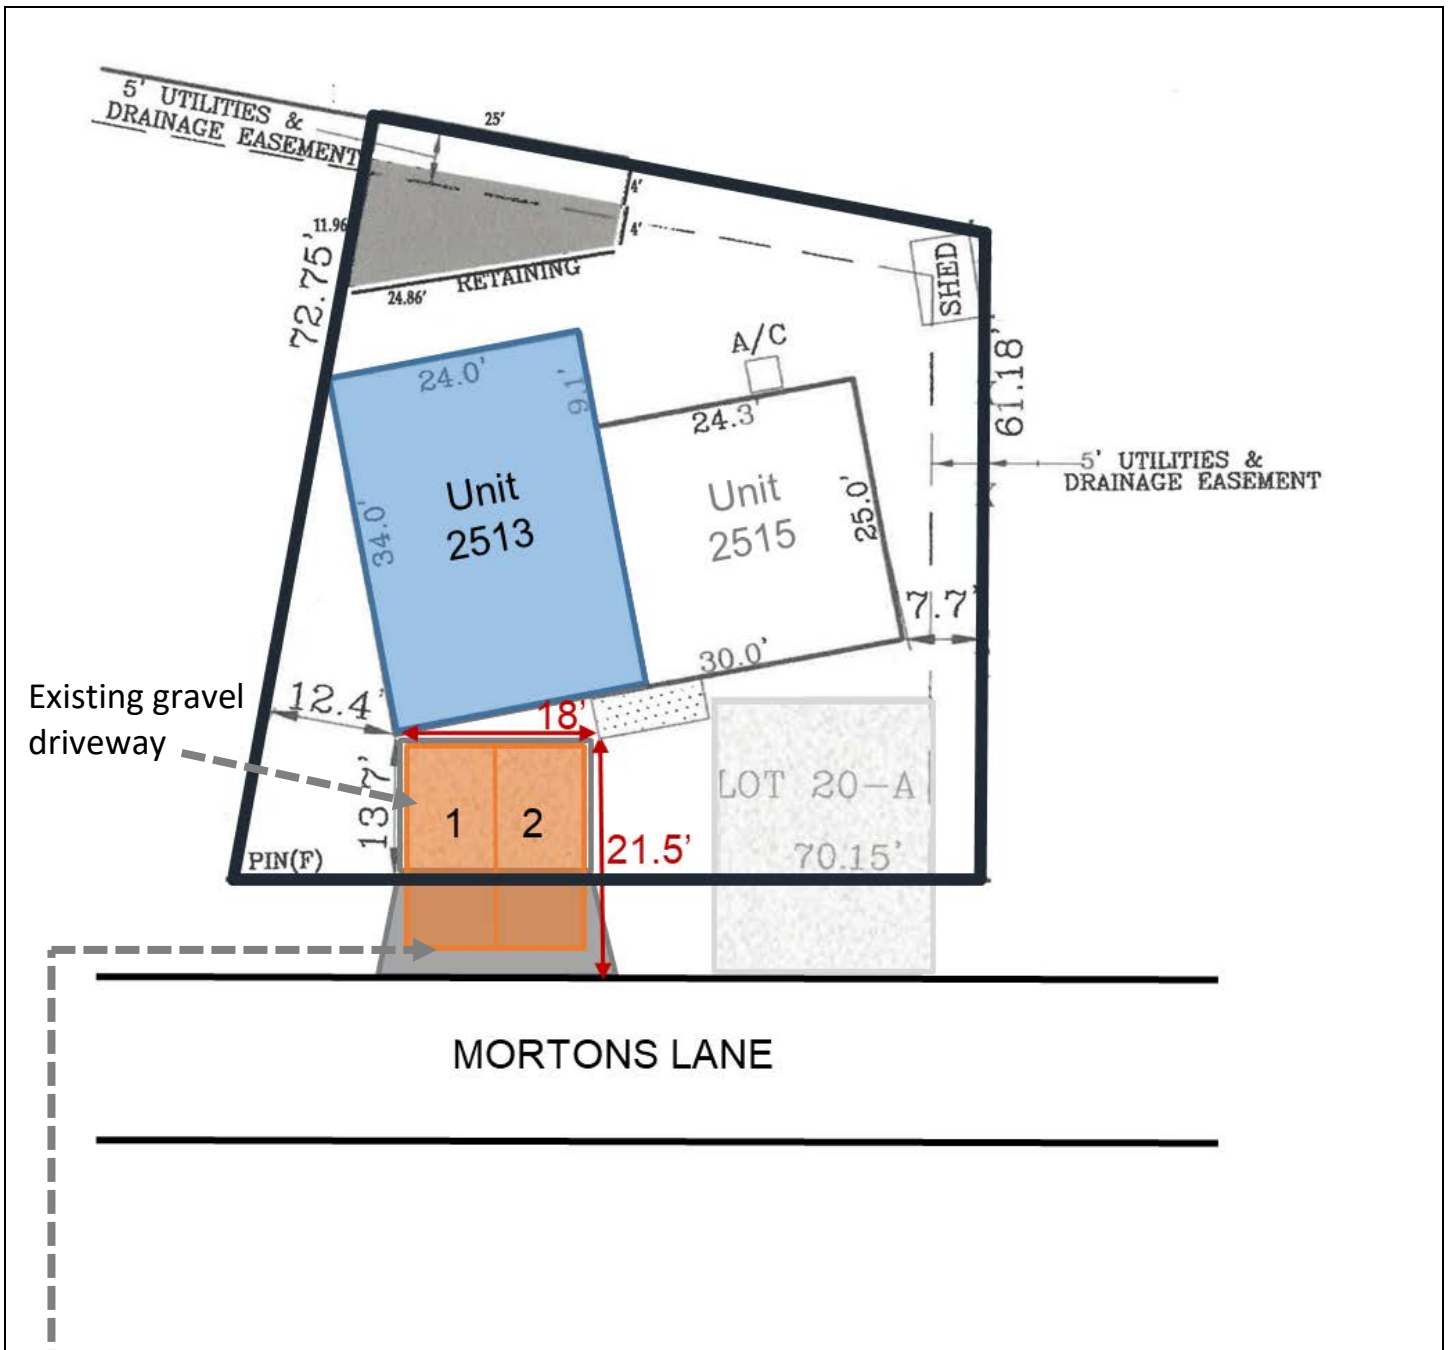 5' UTILITIES &
DRAINAGE EASEMENT
25'
4'
4'
11.96
72.75'
RETAINING
24.86'
SHED
A/C
61.18'
24.0'
9.1'
24.3'
5' UTILITIES &
DRAINAGE EASEMENT
Unit
2513
Unit
2515
34.0'
25.0'
7.7'
30.0'
Existing gravel
driveway
12.4'
18'
13.7'
1
2
21.5'
LOT 20-A
70.15'
PIN(F)
MORTONS LANE